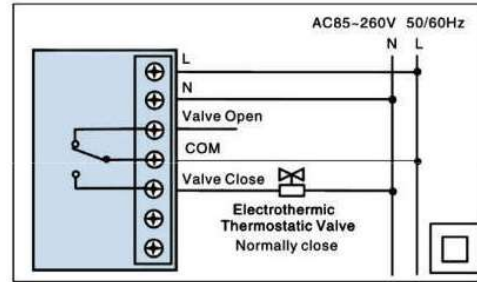 AC85~260V 50/60Hz
N L
L
N
Valve Open
COM
Valve Close
Electrothermic
Thermostatic Valve
Normally close